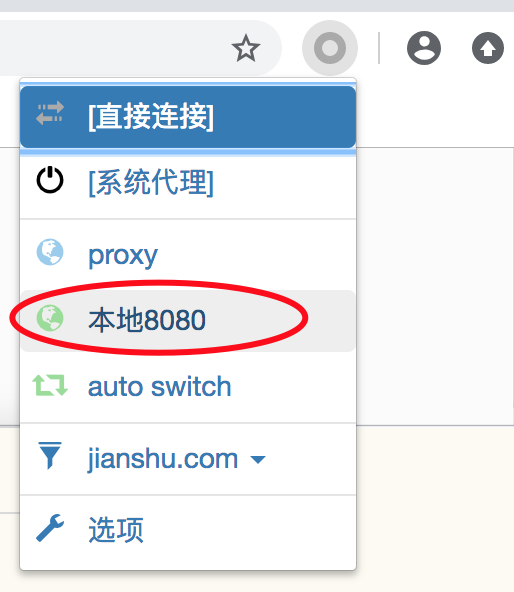 [直接连接]
[系统代理]
proxy
本地8080
auto switch
jianshu.com
选项